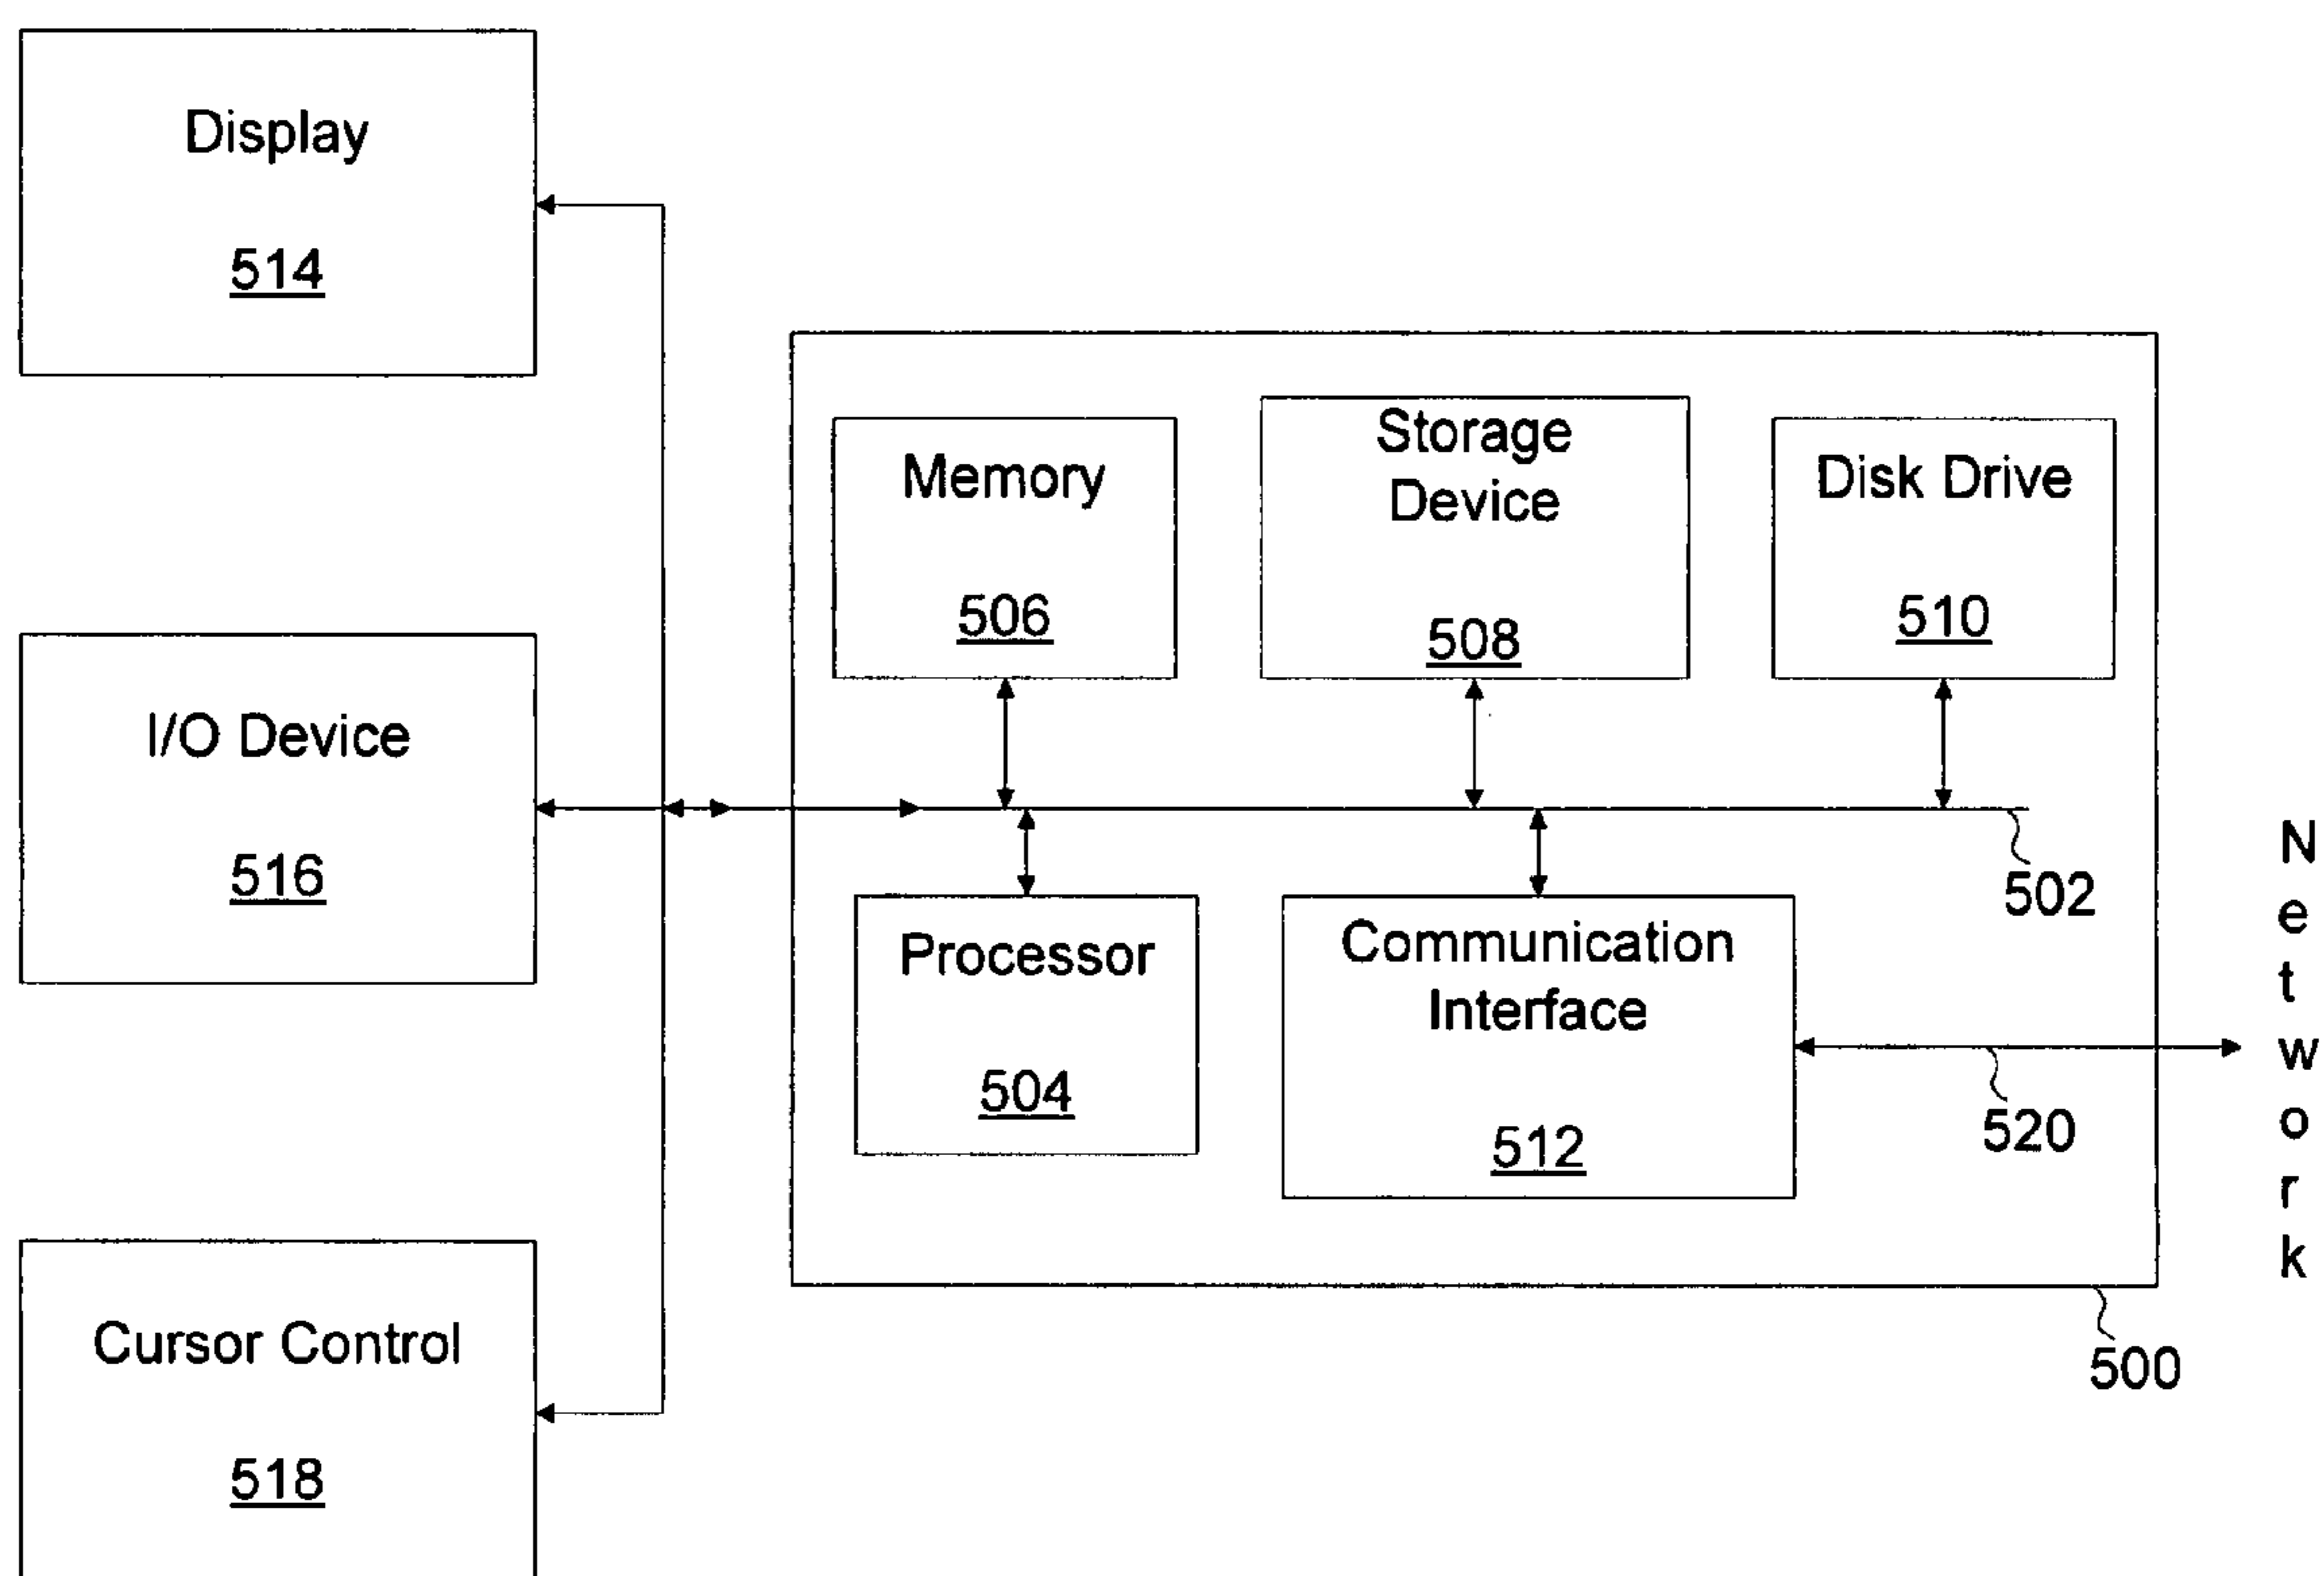 Display
514
Storage
Device
508
Memory
506
Disk Drive
510
I/O Device
516
502
Processor
504
Communication
Interface
512
520
Network
500
Cursor Control
518